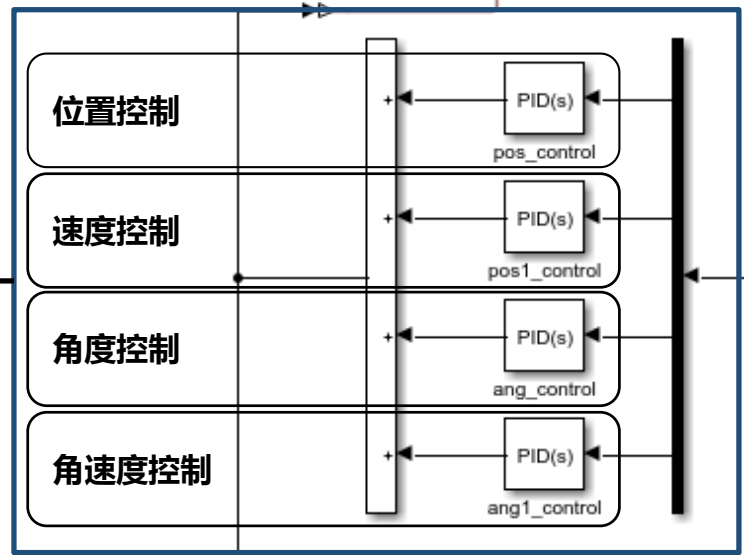 位置控制
+
PID(s)
pos_control
速度控制
+
PID(s)
pos1_control
角度控制
+
PID(s)
ang_control
角速度控制
+
PID(s)
ang1_control